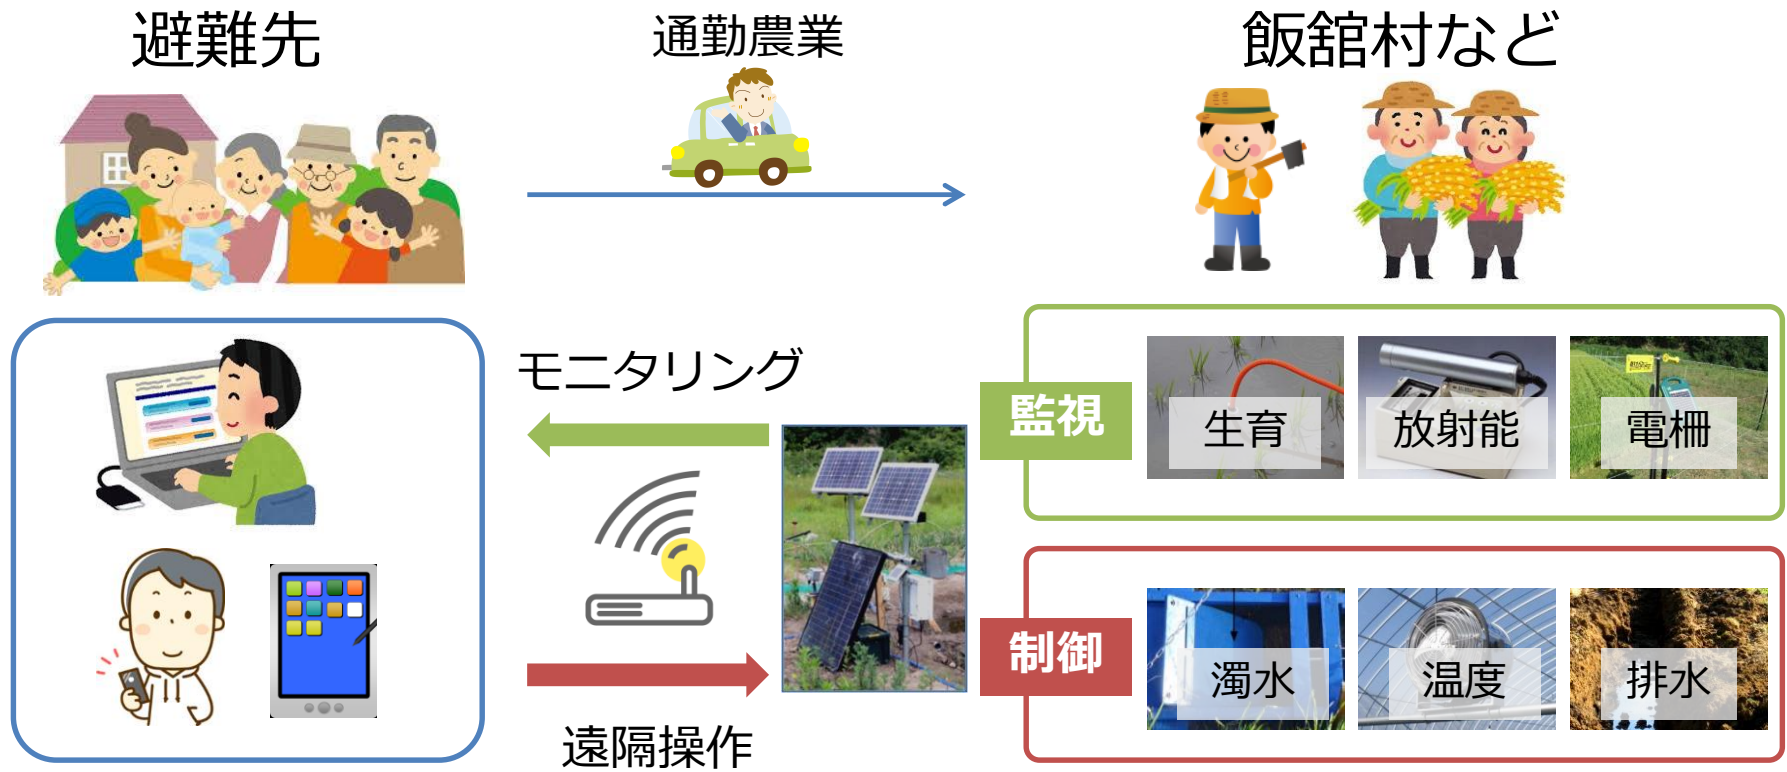 避難先
通勤農業
飯舘村など
モニタリング
監視
生育
放射能
電柵
制御
濁水
温度
排水
遠隔操作